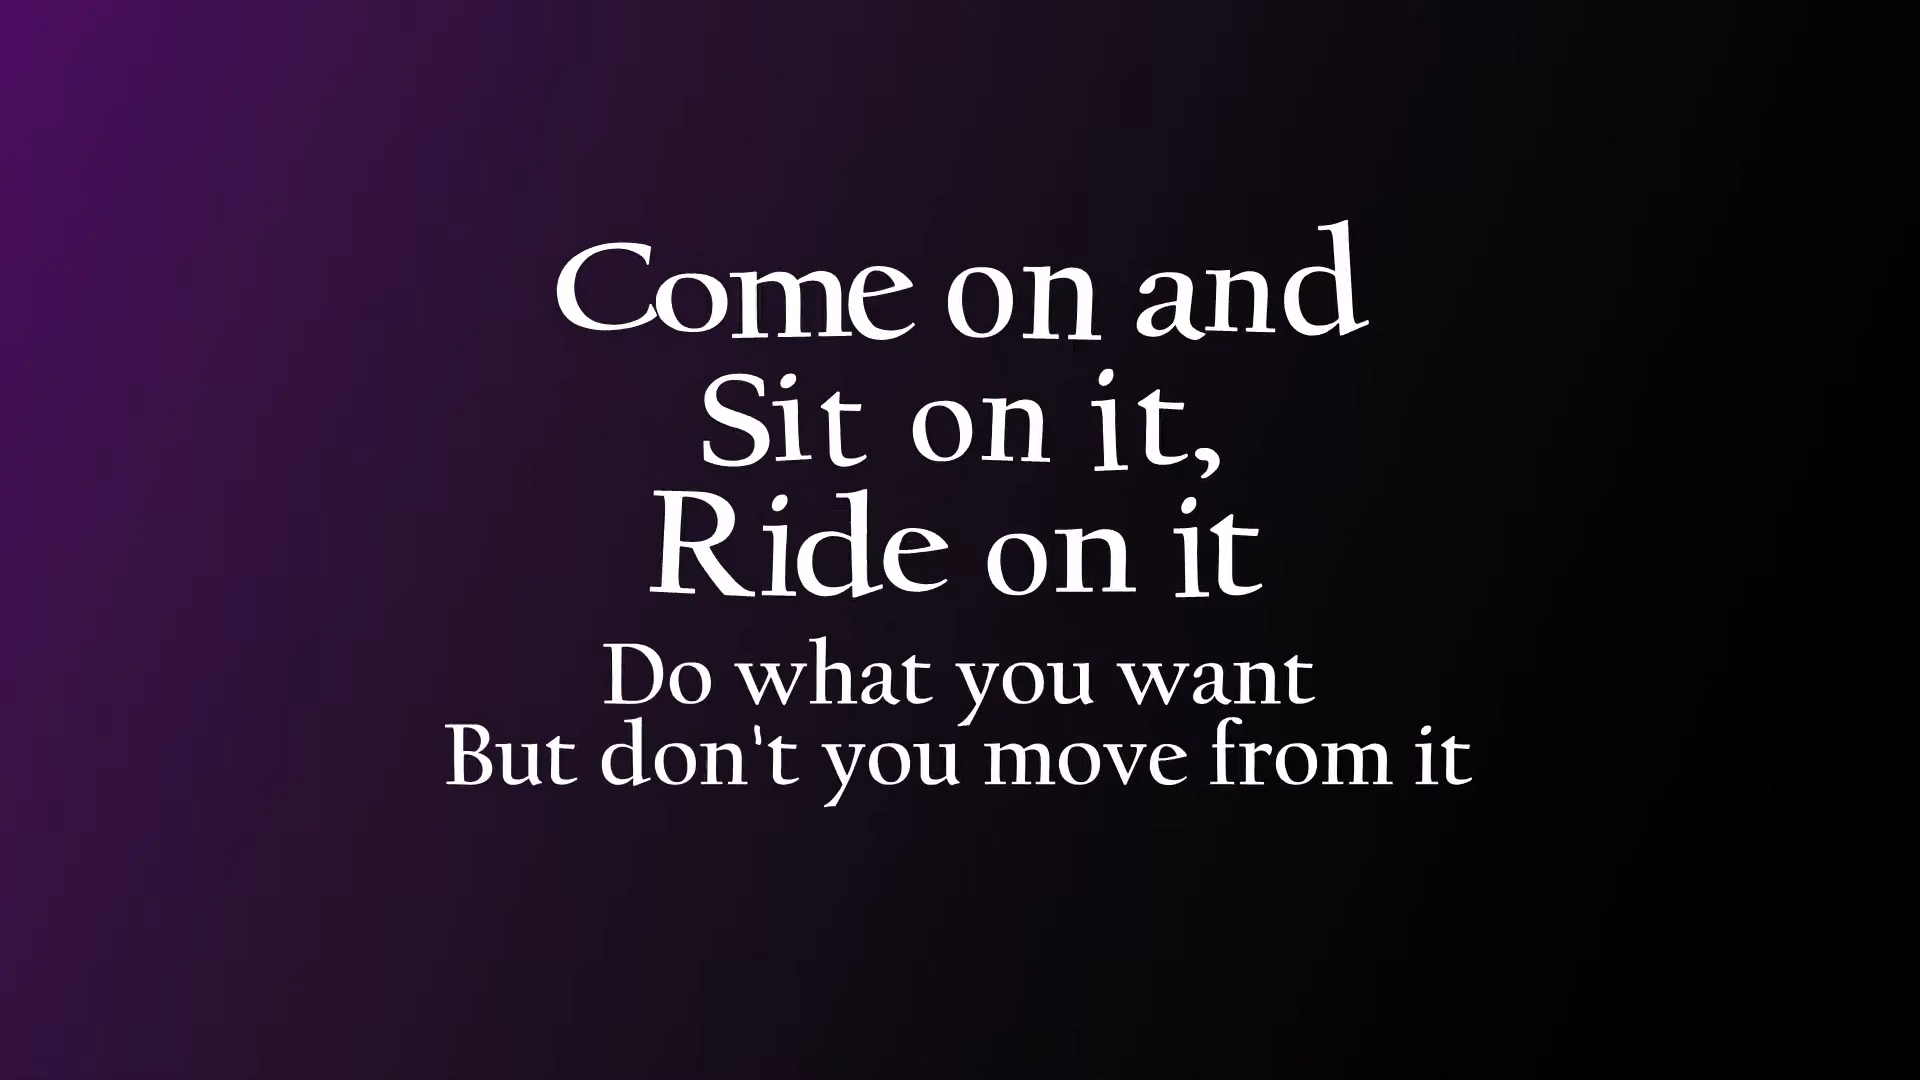 Come on and
Sit on it,
Ride on it
Do what you want
But don't you move from it